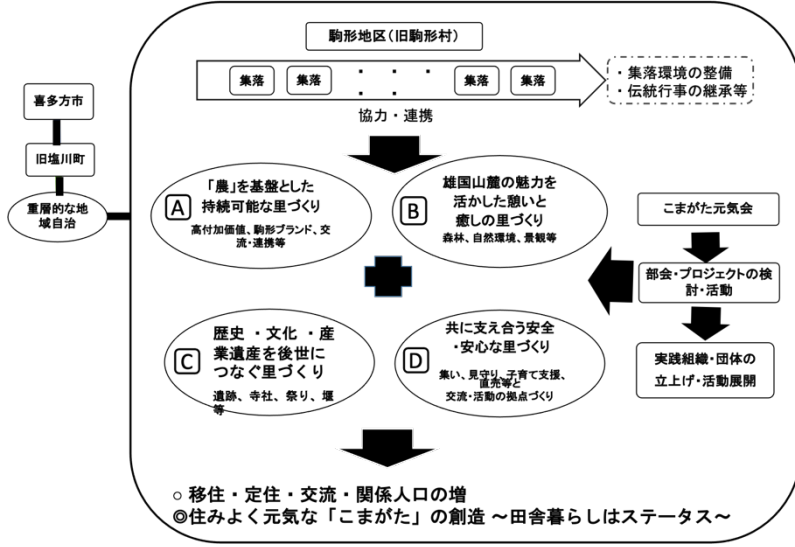 駒形地区(旧駒形村)
集落 集落 ・ ・ ・ 集落 集落
・集落環境の整備
・伝統行事の継承等
協力・連携
喜多方市
旧塩川町
重層的な地
域自治
A
「農」を基盤とした
持続可能な里づくり
高付加価値、駒形ブランド、交
流・連携等
B
雄国山麓の魅力を
活かした憩いと
癒しの里づくり
森林、自然環境、景観等
C
歴史・文化・産
業遺産を後世に
つなぐ里づくり
遺跡、寺社、祭り、堰
等
D
共に支え合う安全
・安心な里づくり
集い、見守り、子育て支援、
直売等と
交流・活動の拠点づくり
こまがた元気会
部会・プロジェクトの検
討・活動
実践組織・団体の
立上げ・活動展開
○移住・定住・交流・関係人口の増
◎住みよく元気な「こまがた」の創造 ～田舎暮らしはステータス～